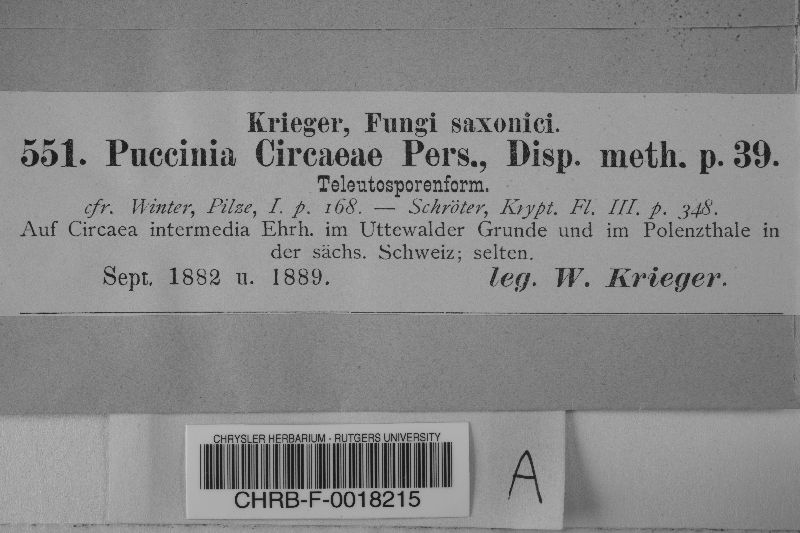 Krieger, Fungi saxonici.
551. Puccinia Circaeae Pers., Disp. meth. p. 39.
Teleutosporenform.
cfr. Winter, Pilze, I. p. 168. — Schröter, Krypt. Fl. III. p. 348.
Auf Circaea intermedia Ehrh. im Uttewalder Grunde und im Polenzthale in
der sächs. Schweiz; selten.
Sept. 1882 u. 1889. leg. W. Krieger.
CHRYSLER HERBARIUM - RUTGERS UNIVERSITY
CHRB-F-0018215
A